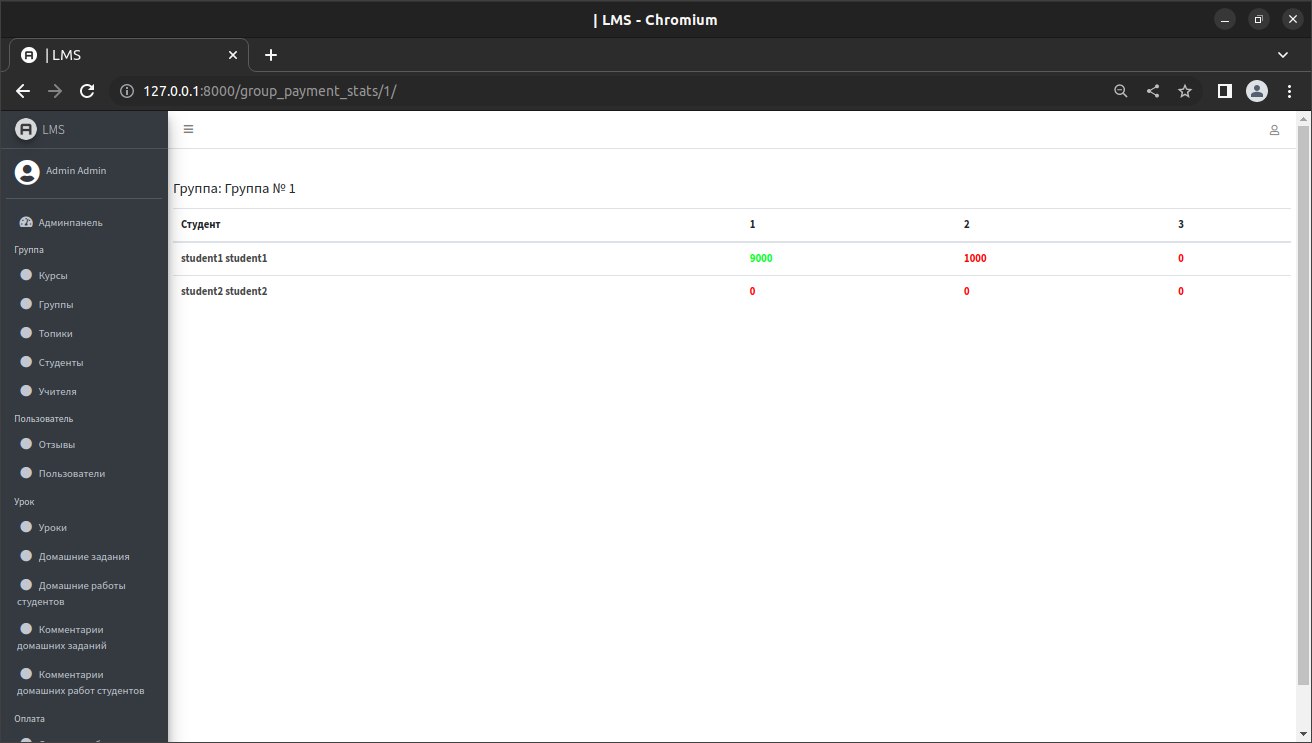 | LMS - Chromium
| LMS
127.0.0.1:8000/group_payment_stats/1/
LMS
Admin Admin
Админпанель
Группа
Курсы
Группы
Топики
Студенты
Учителя
Пользователь
Отзывы
Пользователи
Урок
Уроки
Домашние задания
Домашние работы
студентов
Комментарии
домашних заданий
Комментарии
домашних работ студентов
Оплата
Группа: Группа № 1
Студент 1 2 3
student1 student1 9000 1000 0
student2 student2 0 0 0